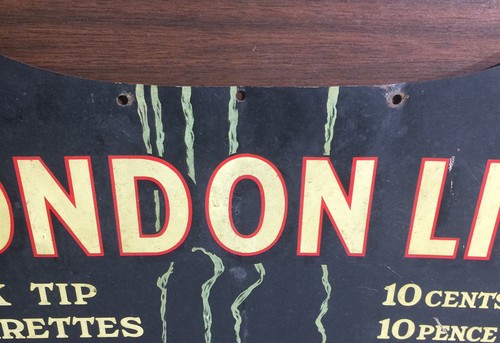 ONDON LI
K TIP
10 CENTS
RETTES
10 PENCE